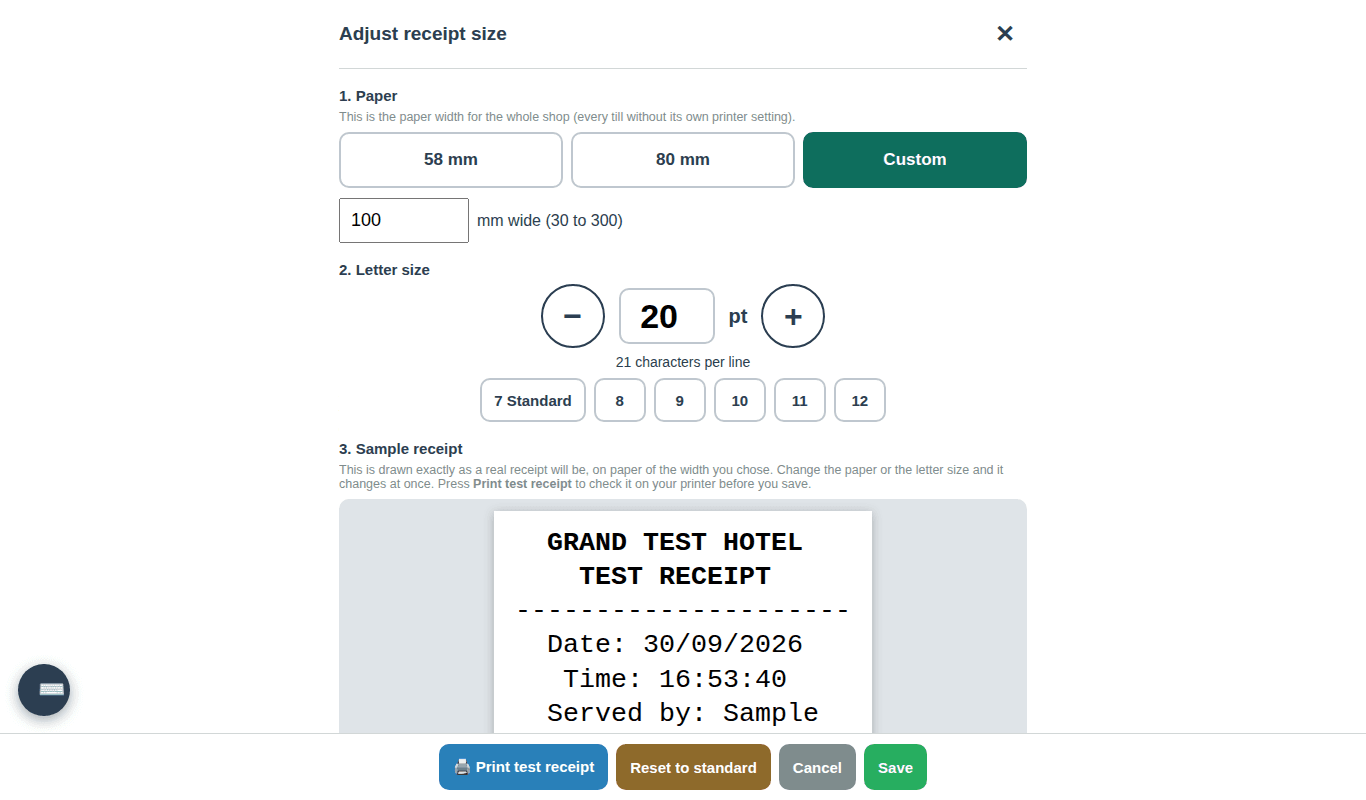 Adjust receipt size ✕
1. Paper
This is the paper width for the whole shop (every till without its own printer setting).
58 mm 80 mm Custom
100 mm wide (30 to 300)
2. Letter size
− 20 pt +
21 characters per line
7 Standard 8 9 10 11 12
3. Sample receipt
This is drawn exactly as a real receipt will be, on paper of the width you chose. Change the paper or the letter size and it
changes at once. Press Print test receipt to check it on your printer before you save.
GRAND TEST HOTEL
TEST RECEIPT
---------------------
Date: 30/09/2026
Time: 16:53:40
Served by: Sample
Print test receipt Reset to standard Cancel Save